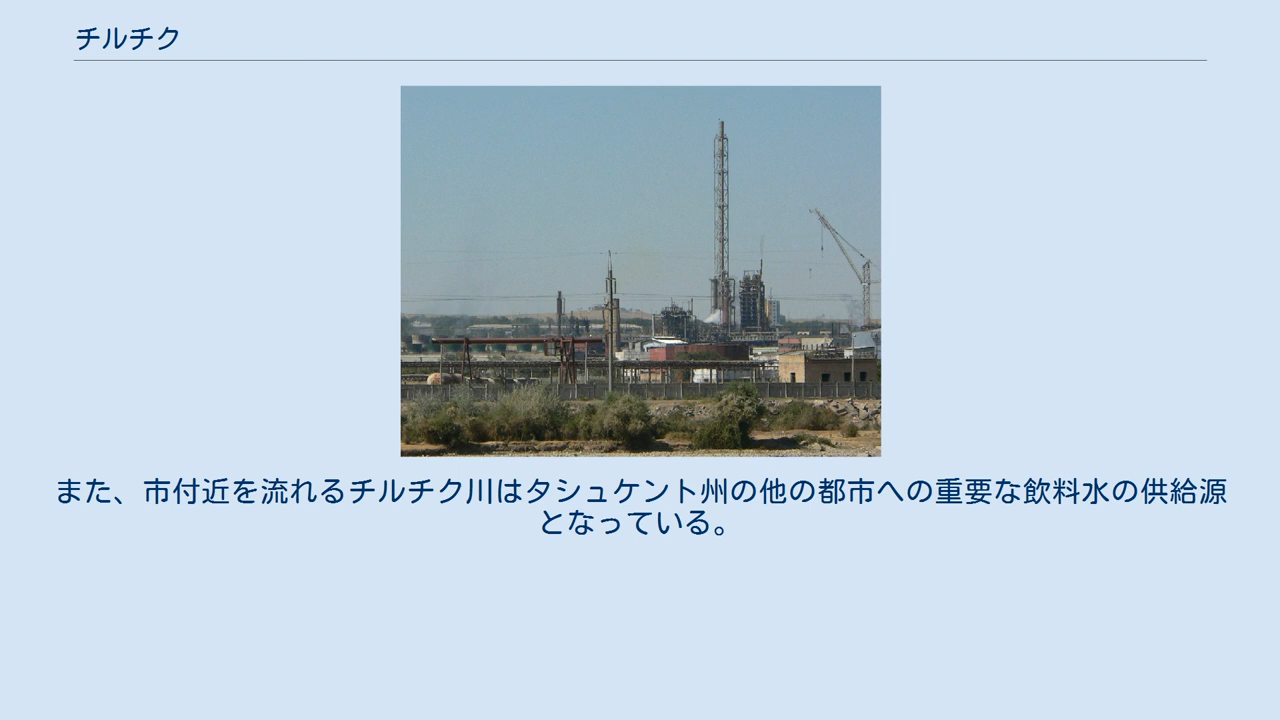 チルチク
また、市付近を流れるチルチク川はタシュケント州の他の都市への重要な飲料水の供給源
となっている。